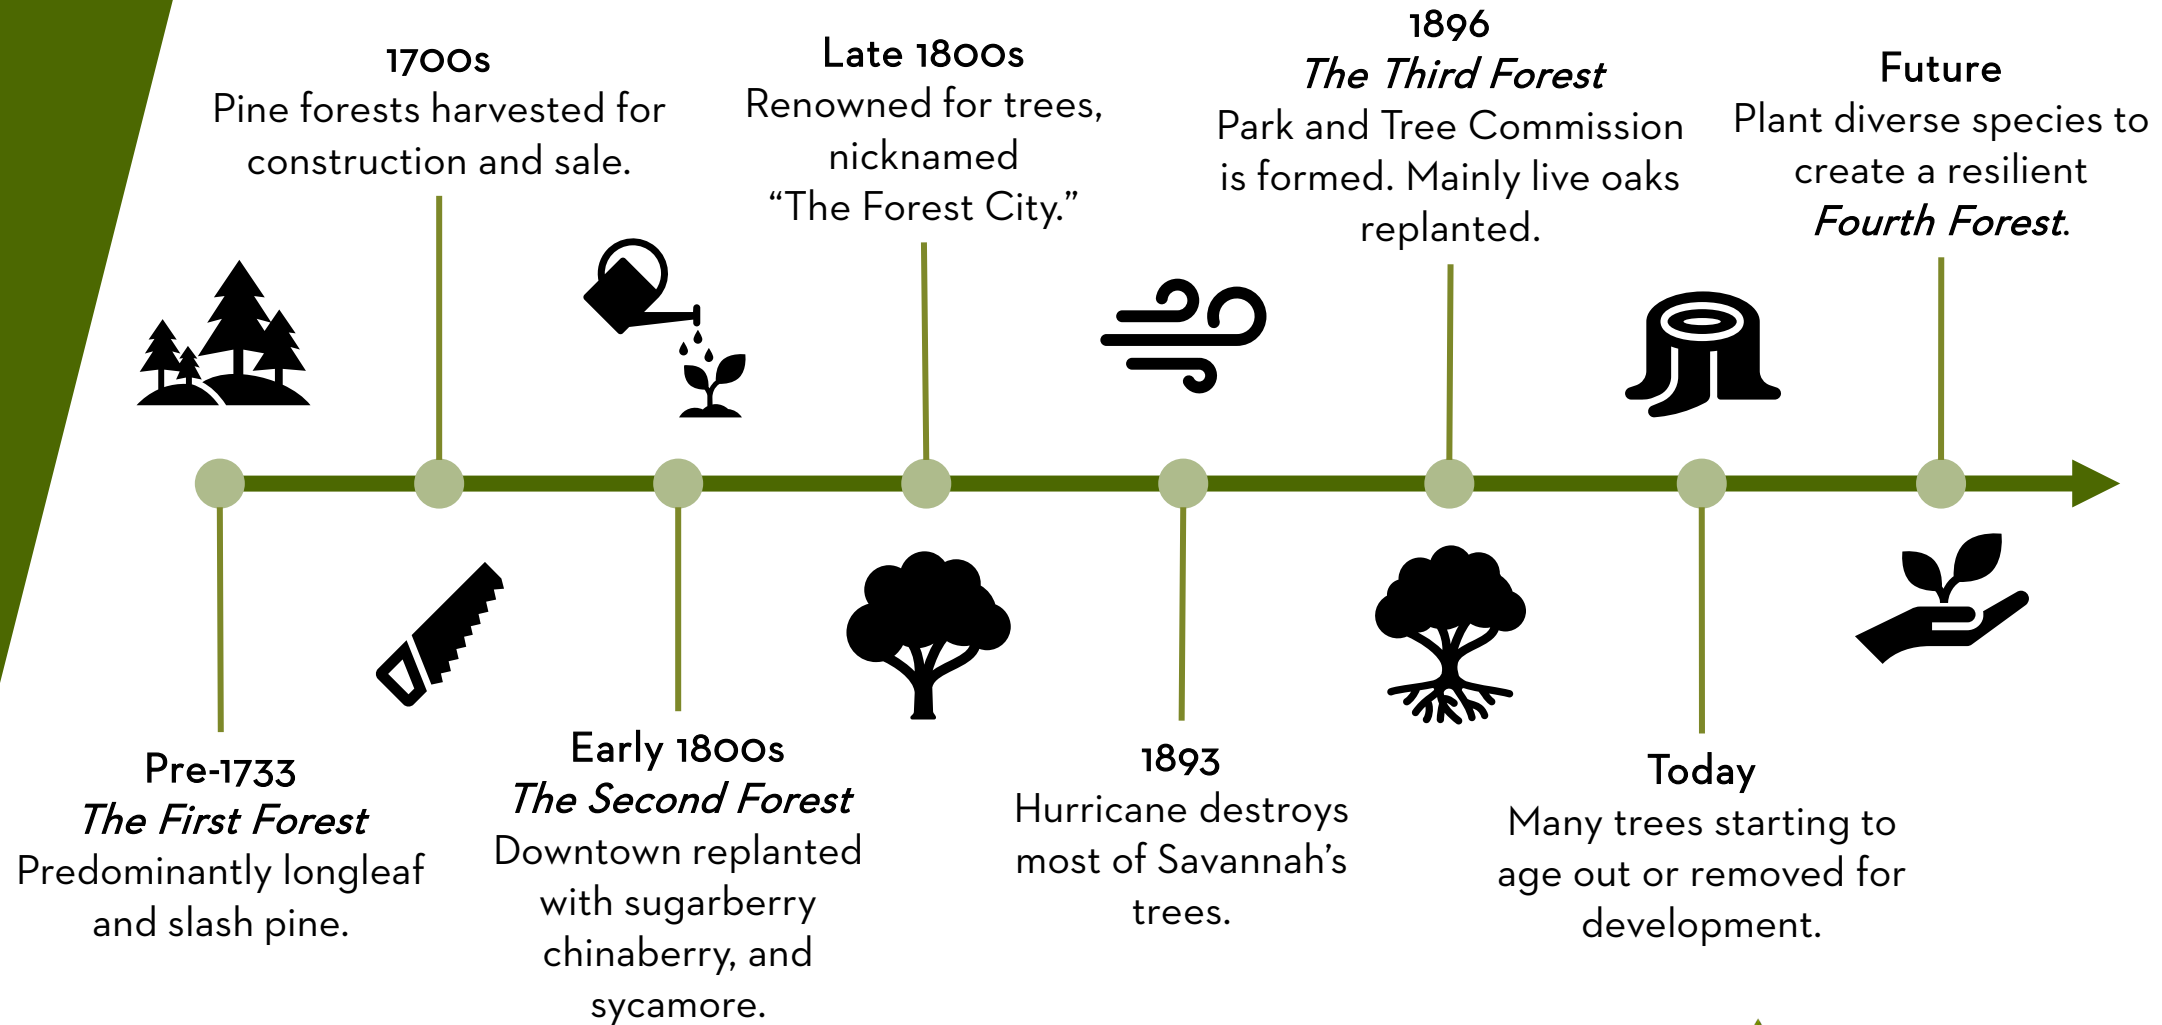 Pre-1733
The First Forest
Predominantly longleaf
and slash pine.
1700s
Pine forests harvested for
construction and sale.
Early 1800s
The Second Forest
Downtown replanted
with sugarberry
chinaberry, and
sycamore.
Late 1800s
Renowned for trees,
nicknamed
“The Forest City.”
1893
Hurricane destroys
most of Savannah’s
trees.
1896
The Third Forest
Park and Tree Commission
is formed. Mainly live oaks
replanted.
Today
Many trees starting to
age out or removed for
development.
Future
Plant diverse species to
create a resilient
Fourth Forest.